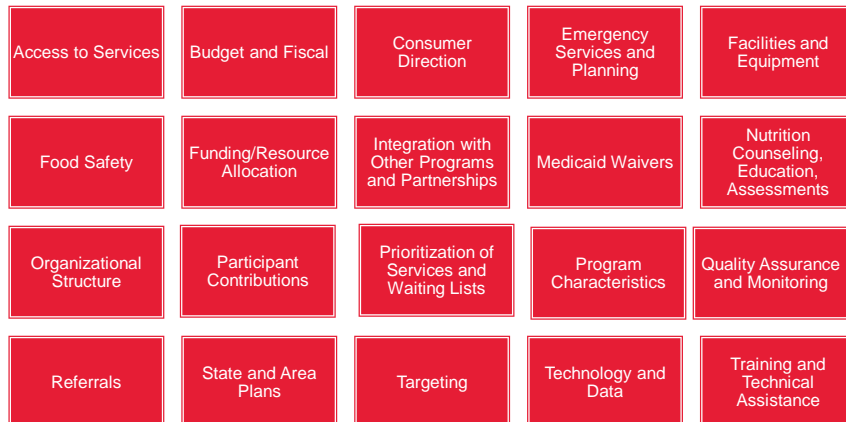 Access to Services
Budget and Fiscal
Consumer
Direction
Emergency
Services and
Planning
Facilities and
Equipment
Food Safety
Funding/Resource
Allocation
Integration with
Other Programs
and Partnerships
Medicaid Waivers
Nutrition
Counseling,
Education,
Assessments
Organizational
Structure
Participant
Contributions
Prioritization of
Services and
Waiting Lists
Program
Characteristics
Quality Assurance
and Monitoring
Referrals
State and Area
Plans
Targeting
Technology and
Data
Training and
Technical
Assistance